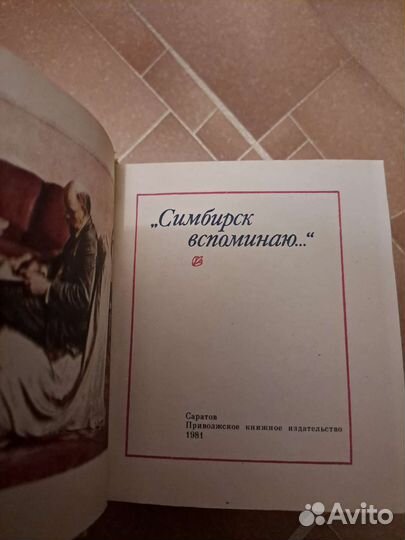 „Симбирск
вспоминаю...“
Саратов
Приволжское книжное издательство
1981
Avito